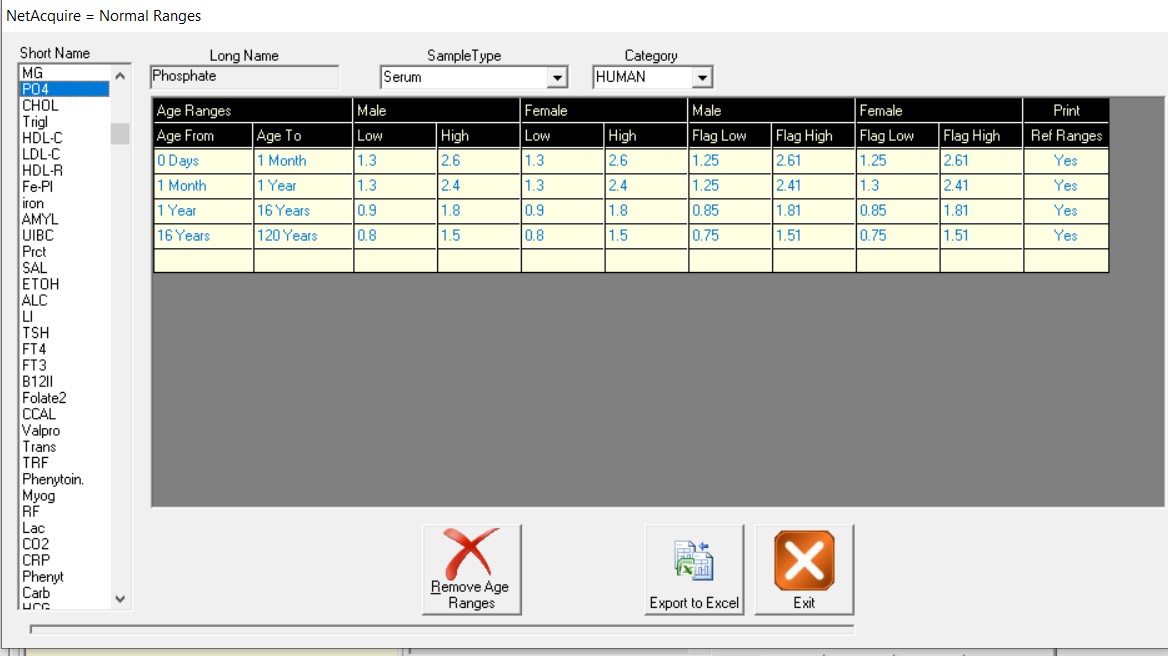 NetAcquire = Normal Ranges
Short Name Long Name SampleType Category
Phosphate Serum HUMAN
MG
PO4
CHOL
Trigl
HDL-C
LDL-C
HDL-R
Fe-Pl
iron
AMYL
UIBC
Prct
SAL
ETOH
ALC
LI
TSH
FT4
FT3
B12II
Folate2
CCAL
Valpro
Trans
TRF
Phenytoin.
Myog
RF
Lac
CO2
CRP
Phenyt
Carb
HCG
Age Ranges Male Female Male Female Print
Age From Age To Low High Low High Flag Low Flag High Flag Low Flag High Ref Ranges
0 Days 1 Month 1.3 2.6 1.3 2.6 1.25 2.61 1.25 2.61 Yes
1 Month 1 Year 1.3 2.4 1.3 2.4 1.25 2.41 1.3 2.41 Yes
1 Year 16 Years 0.9 1.8 0.9 1.8 0.85 1.81 0.85 1.81 Yes
16 Years 120 Years 0.8 1.5 0.8 1.5 0.75 1.51 0.75 1.51 Yes
Remove Age
Ranges
Export to Excel
Exit